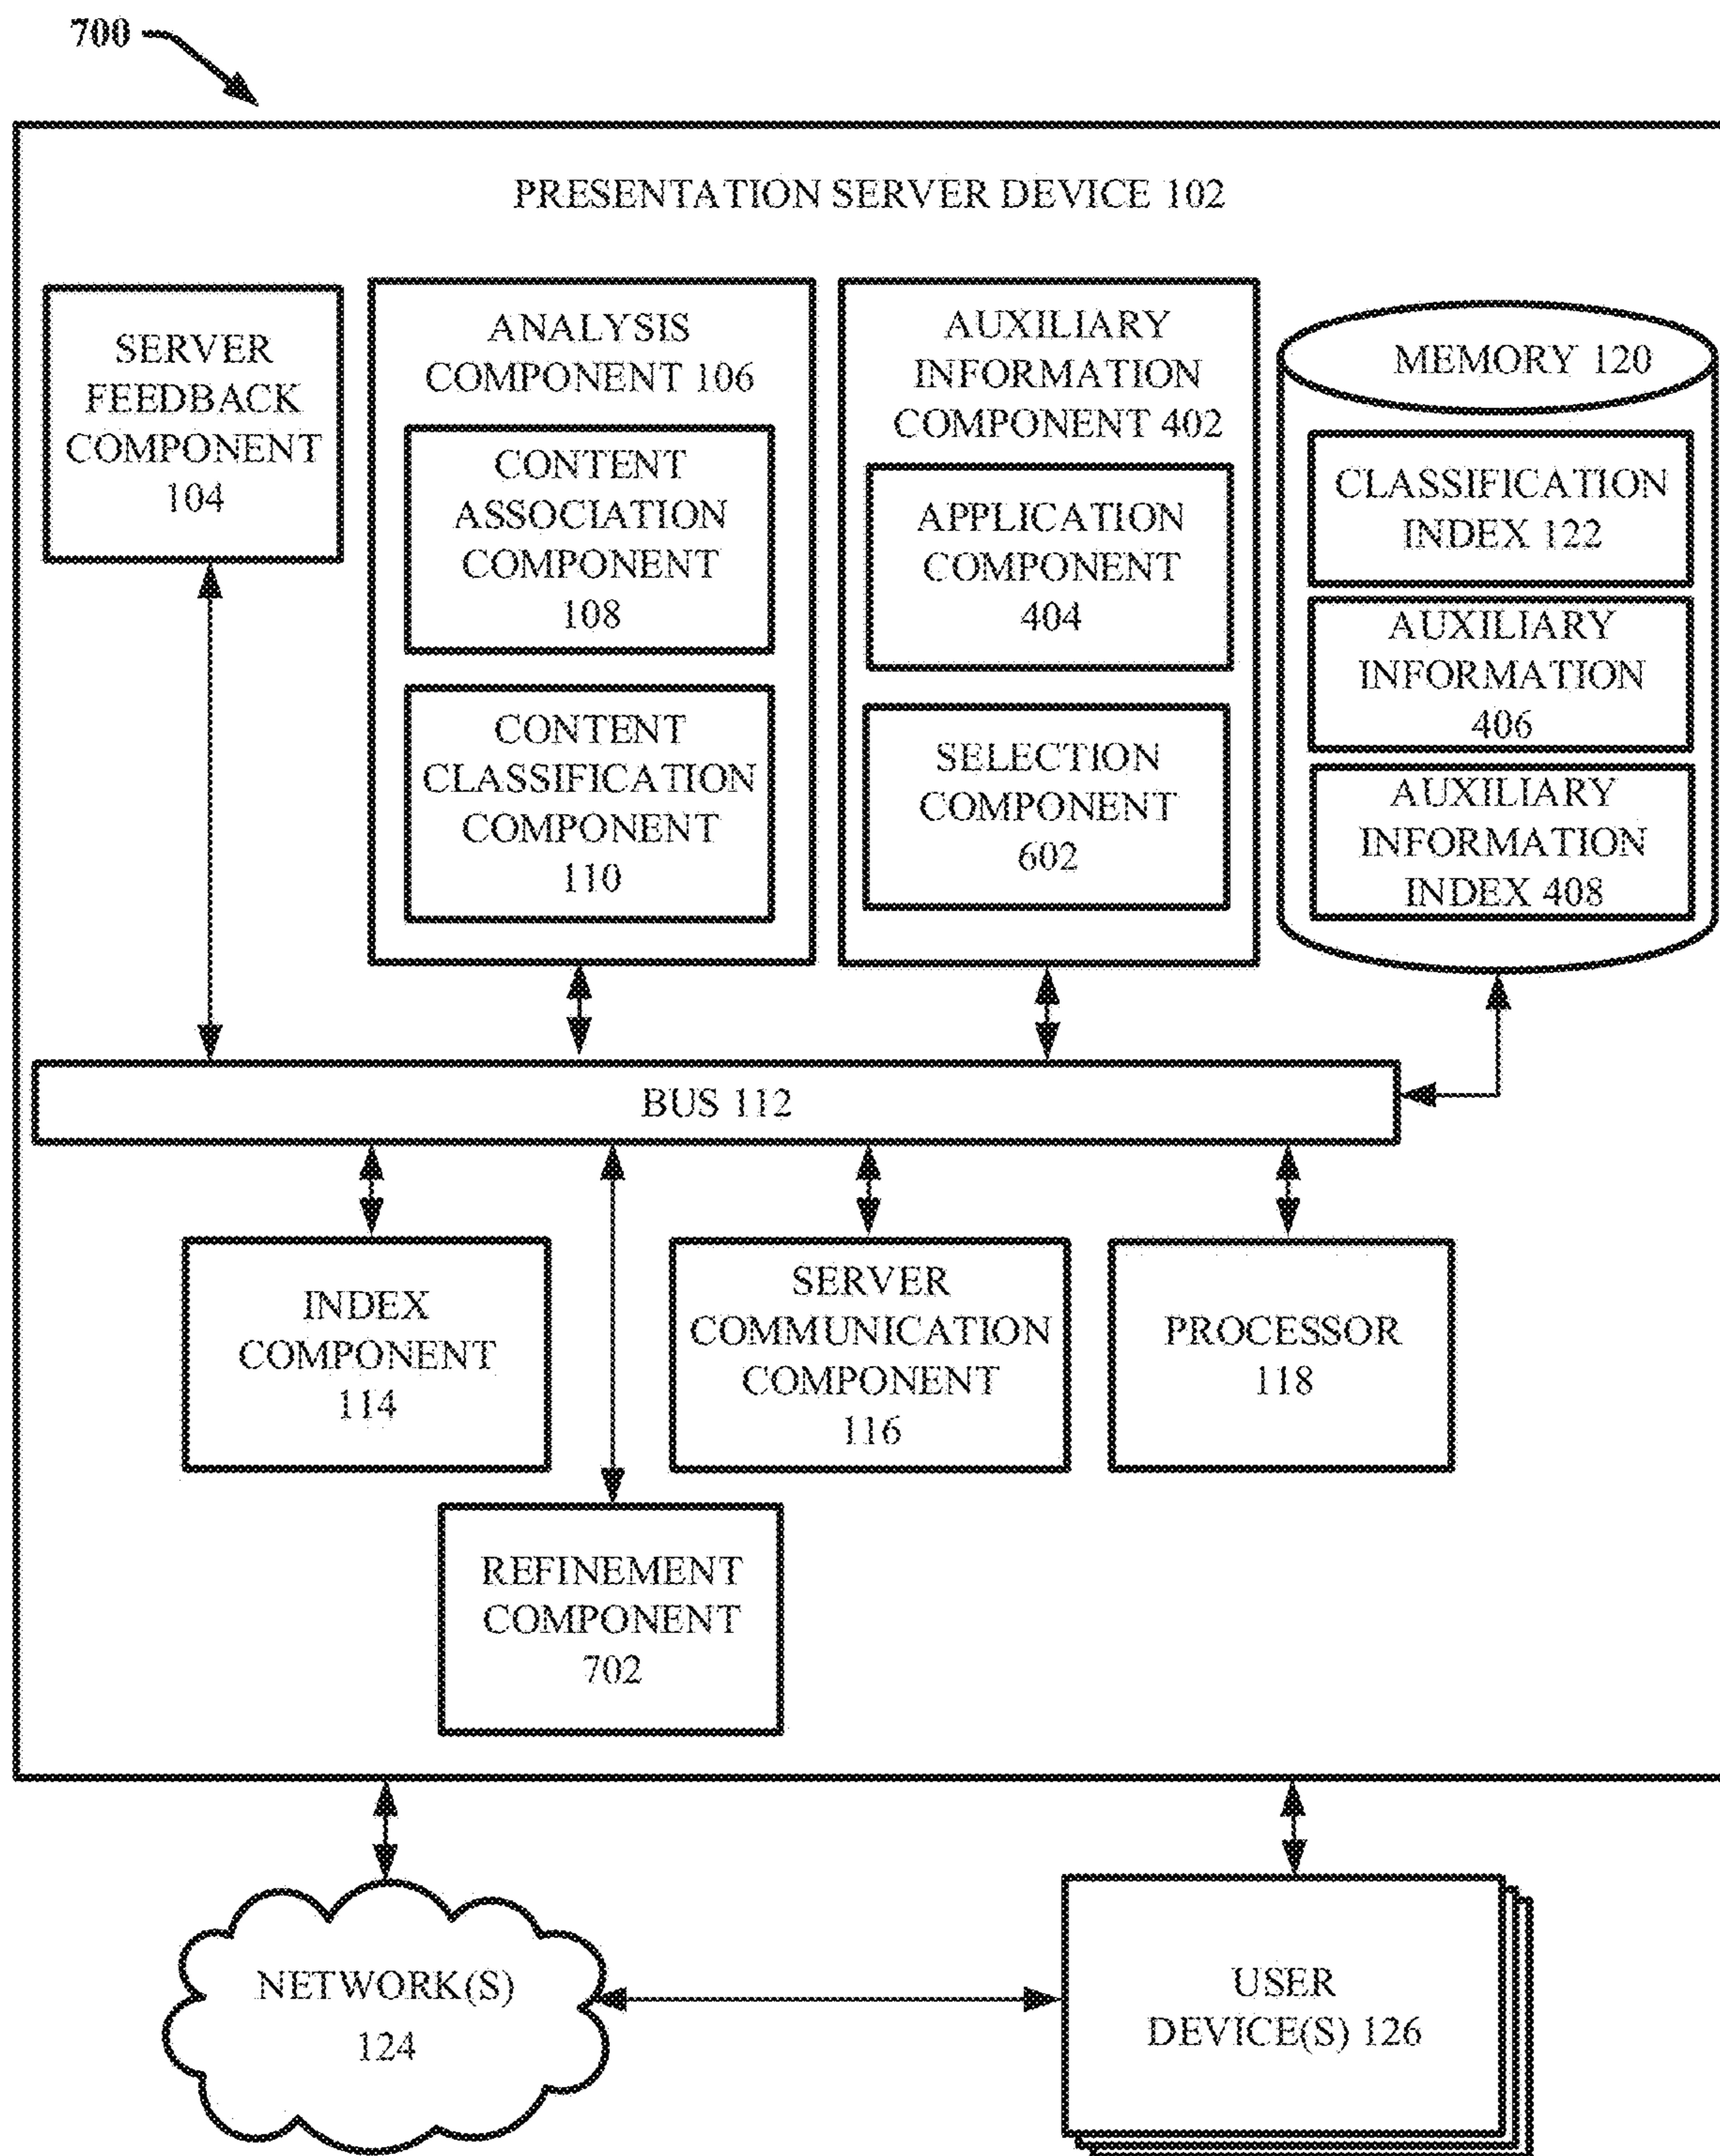 700
PRESENTATION SERVER DEVICE 102
SERVER
FEEDBACK
COMPONENT
104
ANALYSIS
COMPONENT 106
CONTENT
ASSOCIATION
COMPONENT
108
CONTENT
CLASSIFICATION
COMPONENT
110
AUXILIARY
INFORMATION
COMPONENT 402
APPLICATION
COMPONENT
404
SELECTION
COMPONENT
602
MEMORY 120
CLASSIFICATION
INDEX 122
AUXILIARY
INFORMATION
406
AUXILIARY
INFORMATION
INDEX 408
BUS 112
INDEX
COMPONENT
114
SERVER
COMMUNICATION
COMPONENT
116
PROCESSOR
118
REFINEMENT
COMPONENT
702
NETWORK(S)
124
USER
DEVICE(S) 126